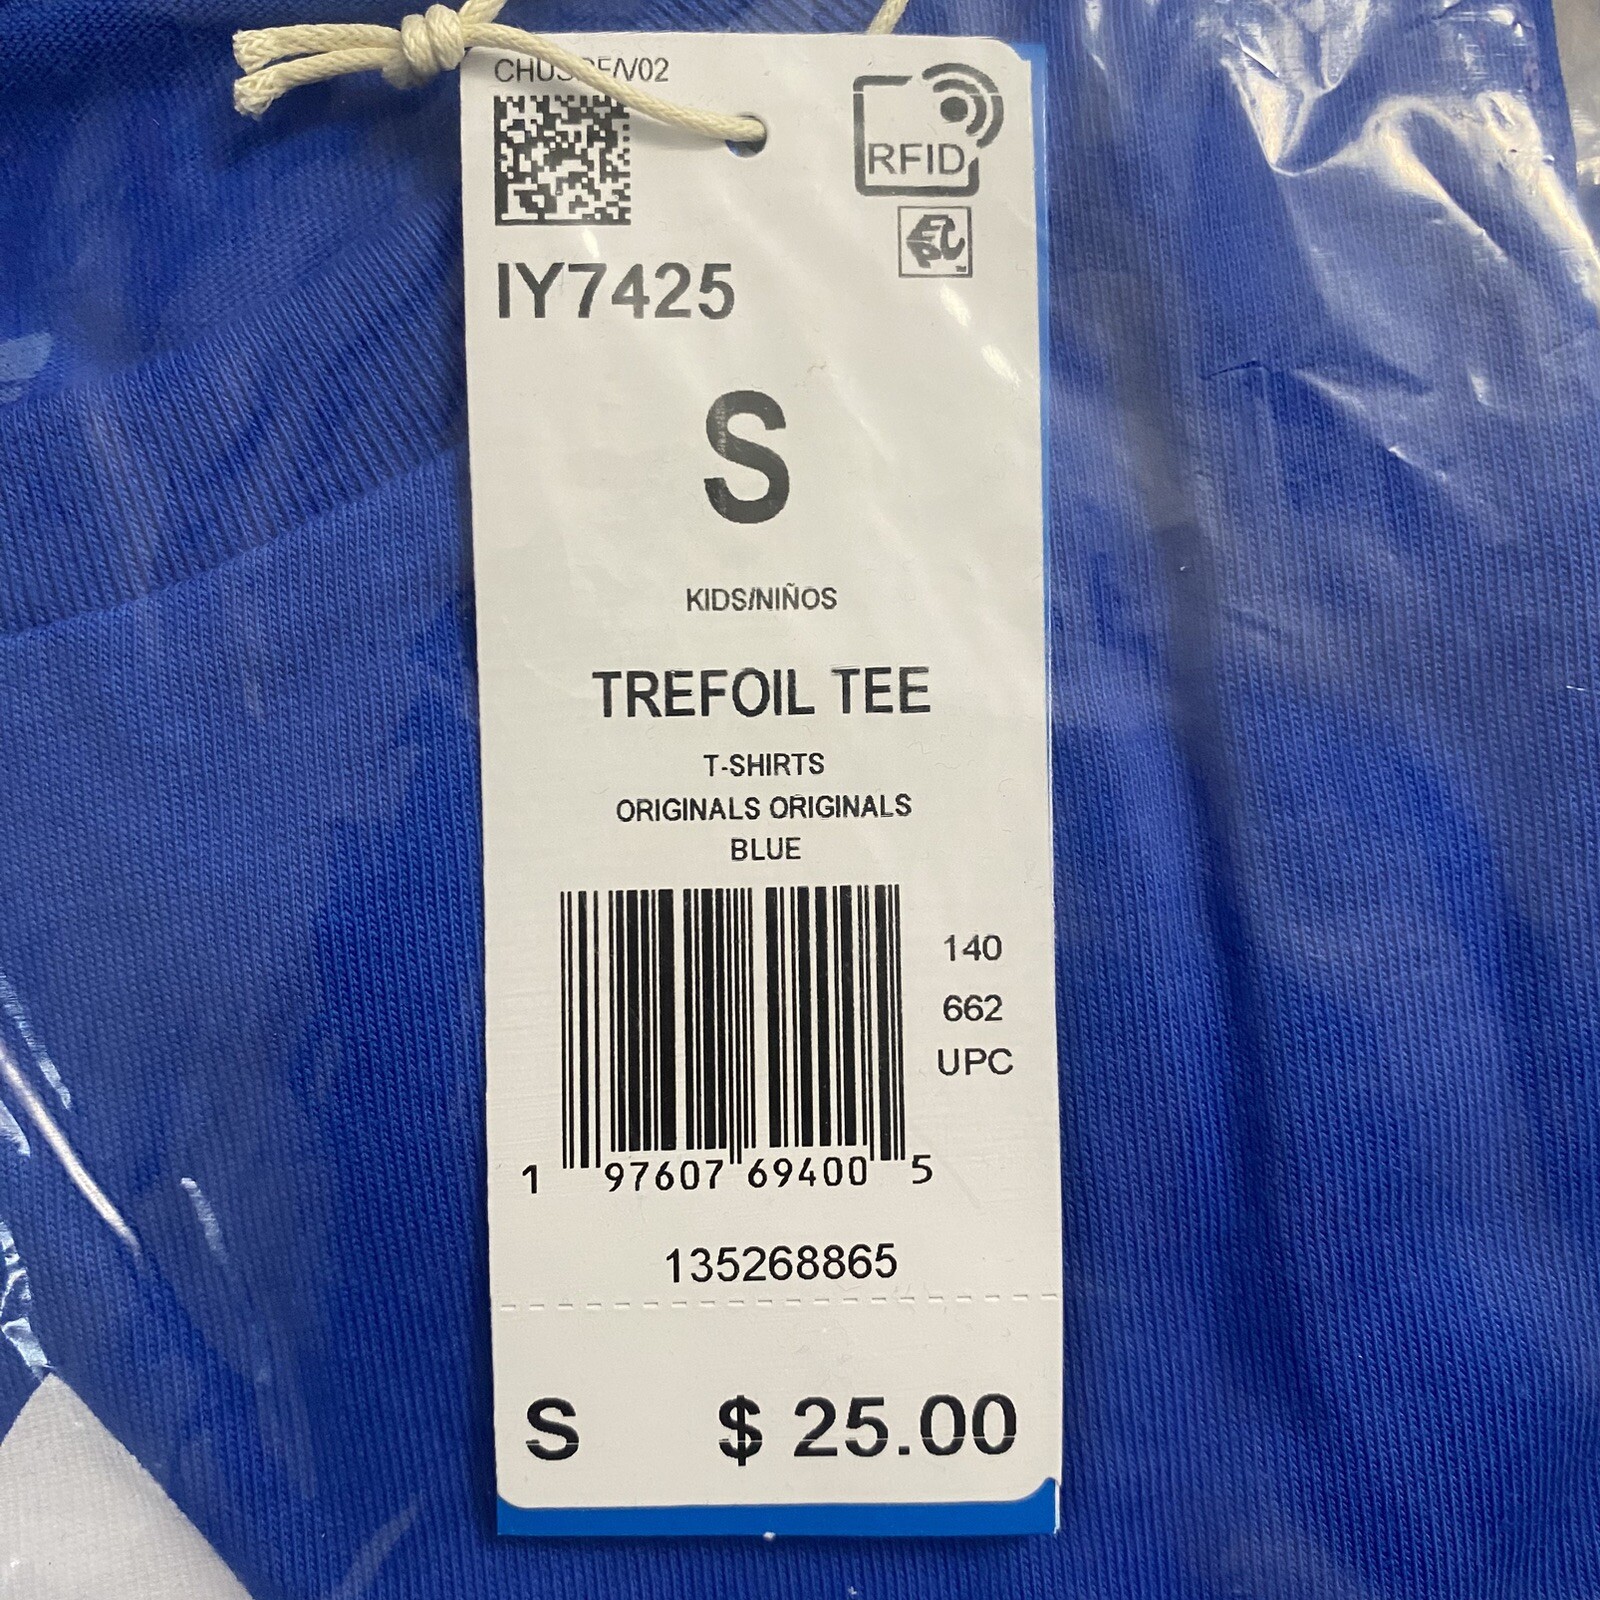 RFID
IY7425
S
KIDS/NIÑOS
TREFOIL TEE
T-SHIRTS
ORIGINALS ORIGINALS
BLUE
140
662
UPC
1 97607 69400 5
135268865
S $ 25.00